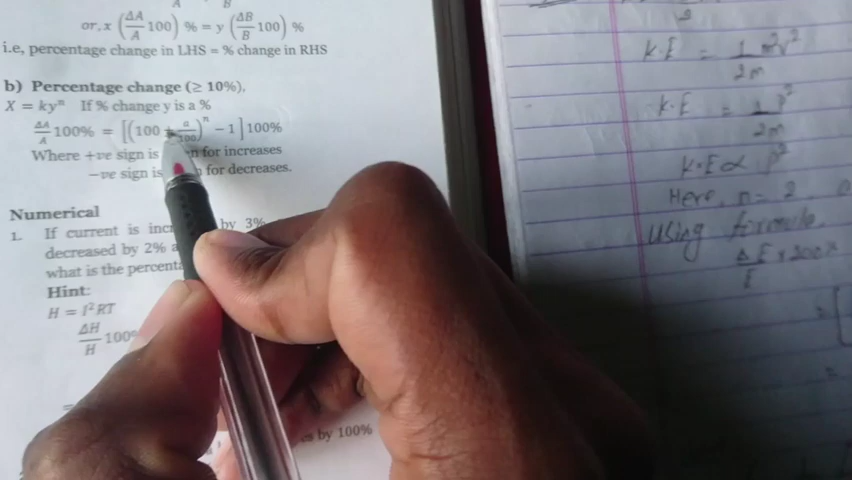 A B
or, x (ΔA/A 100) % = y (ΔB/B 100) %
i.e, percentage change in LHS = % change in RHS
b) Percentage change (≥ 10%),
X = kyⁿ If % change y is a %
ΔA/A 100% = [(100 + a/100)ⁿ − 1] 100%
Where +ve sign is for increases
−ve sign is for decreases.
Numerical
1. If current is by 3%
decreased by 2%
what is the
Hint:
H = I²RT
ΔH/H 100%
by 100%
K.E = 1 m²v²/2m
K.E = 1 P²/2m
K.E ∝ P²
Here, n = 2
Using formula,
ΔE/E × 100%